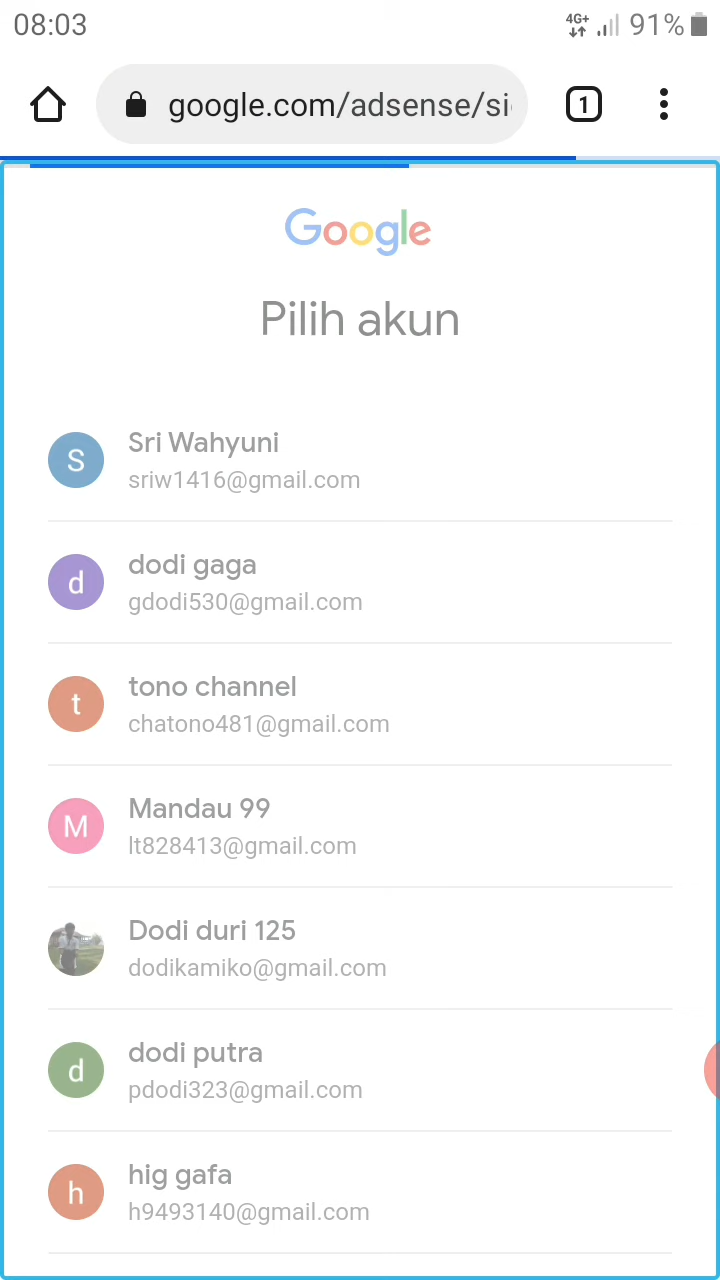 08:03
4G+ 91%
google.com/adsense/si
1
Google
Pilih akun
S
Sri Wahyuni
sriw1416@gmail.com
d
dodi gaga
gdodi530@gmail.com
t
tono channel
chatono481@gmail.com
M
Mandau 99
lt828413@gmail.com
Dodi duri 125
dodikamiko@gmail.com
d
dodi putra
pdodi323@gmail.com
h
hig gafa
h9493140@gmail.com